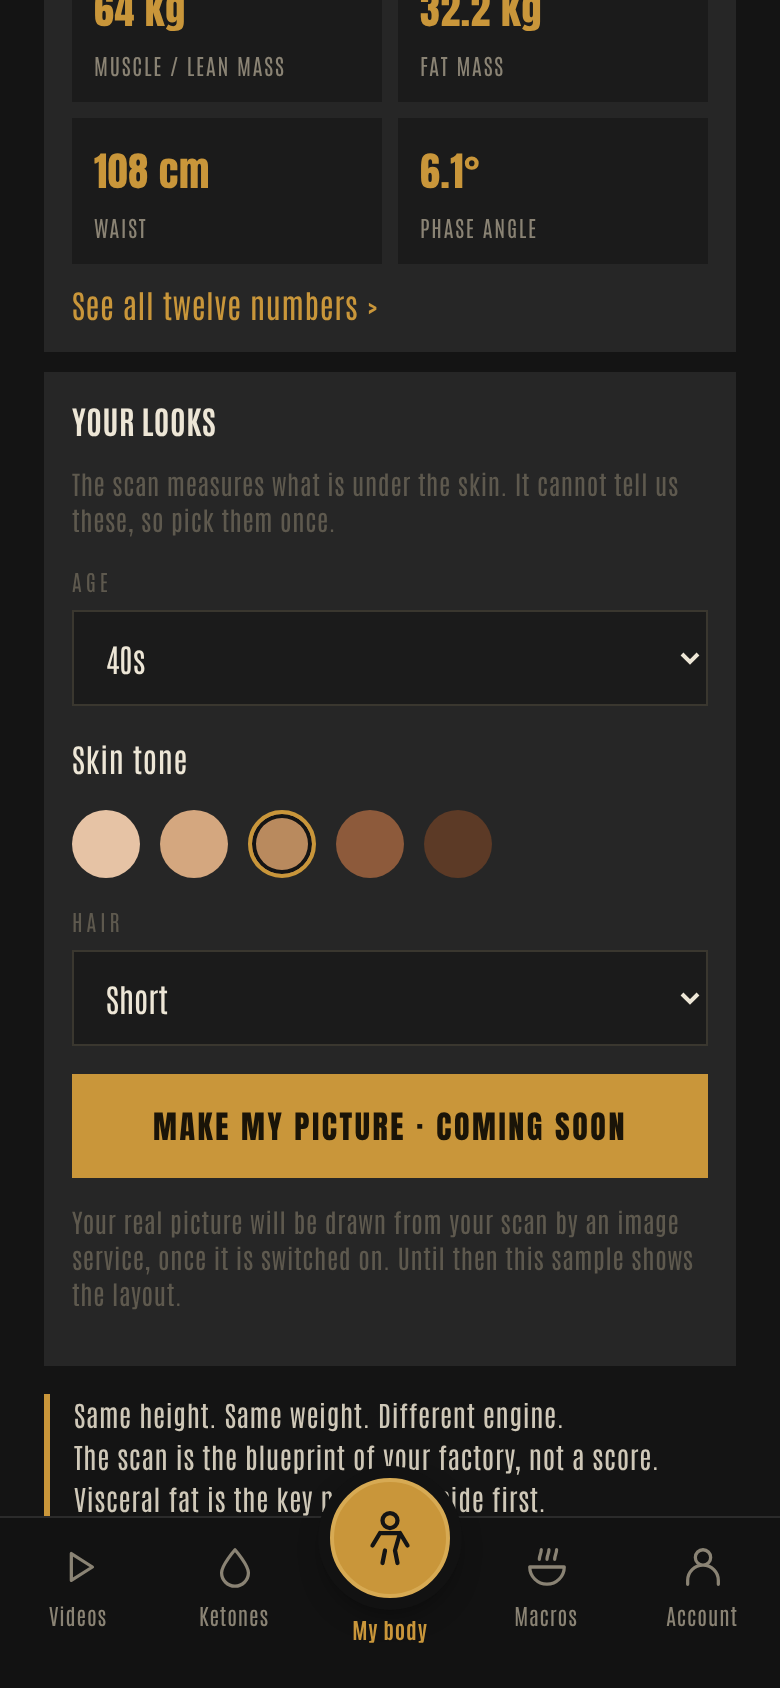 64 kg
32.2 kg
MUSCLE / LEAN MASS
FAT MASS
108 cm
6.1°
WAIST
PHASE ANGLE
See all twelve numbers >
YOUR LOOKS
The scan measures what is under the skin. It cannot tell us
these, so pick them once.
AGE
40s
Skin tone
HAIR
Short
MAKE MY PICTURE · COMING SOON
Your real picture will be drawn from your scan by an image
service, once it is switched on. Until then this sample shows
the layout.
Same height. Same weight. Different engine.
The scan is the blueprint of your factory, not a score.
Visceral fat is the key first.
Videos
Ketones
My body
Macros
Account